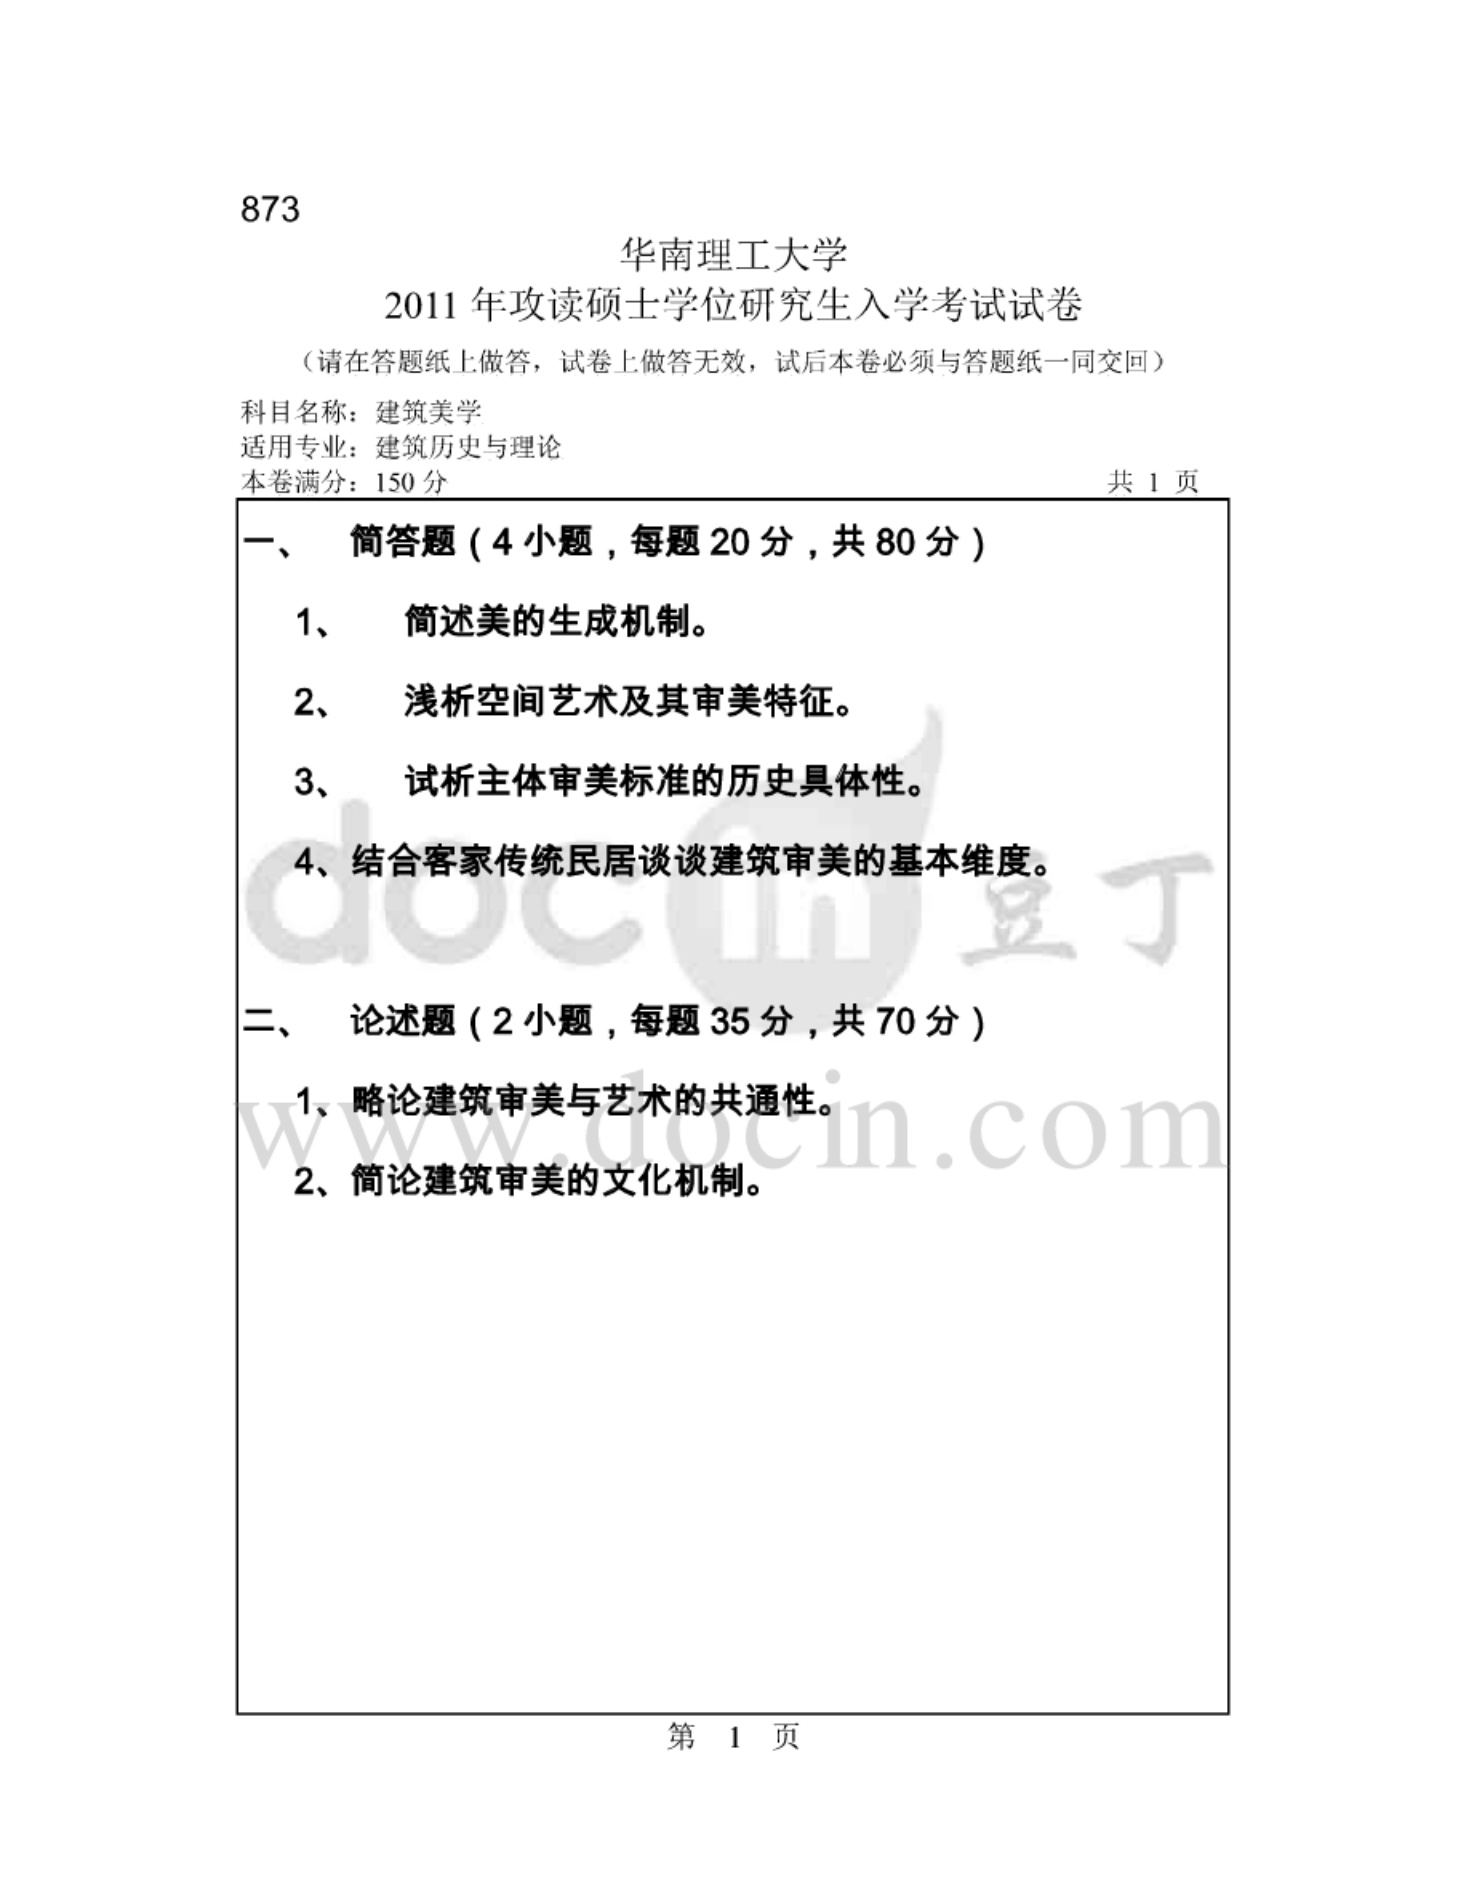 873
华南理工大学
2011 年攻读硕士学位研究生入学考试试卷
（请在答题纸上做答，试卷上做答无效，试后本卷必须与答题纸一同交回）
科目名称：建筑美学
适用专业：建筑历史与理论
本卷满分：150 分 共 1 页
一、 简答题（4 小题，每题 20 分，共 80 分）
1、 简述美的生成机制。
2、 浅析空间艺术及其审美特征。
3、 试析主体审美标准的历史具体性。
4、结合客家传统民居谈谈建筑审美的基本维度。
docin 豆丁
二、 论述题（2 小题，每题 35 分，共 70 分）
1、略论建筑审美与艺术的共通性。
www.docin.com
2、简论建筑审美的文化机制。
第 1 页